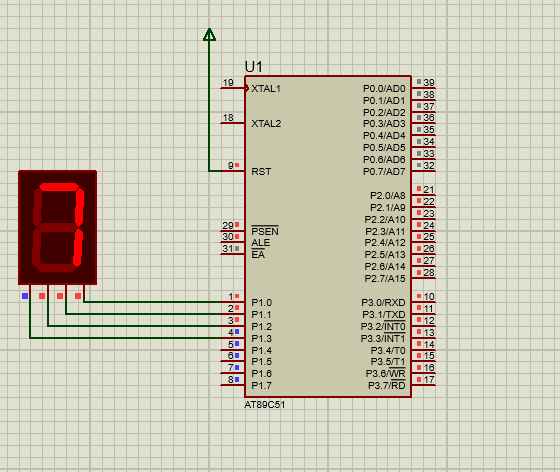 U1
19 XTAL1 P0.0/AD0 39
P0.1/AD1 38
P0.2/AD2 37
18 XTAL2 P0.3/AD3 36
P0.4/AD4 35
P0.5/AD5 34
P0.6/AD6 33
9 RST P0.7/AD7 32
P2.0/A8 21
P2.1/A9 22
P2.2/A10 23
29 PSEN P2.3/A11 24
30 ALE P2.4/A12 25
31 EA P2.5/A13 26
P2.6/A14 27
P2.7/A15 28
1 P1.0 P3.0/RXD 10
2 P1.1 P3.1/TXD 11
3 P1.2 P3.2/INT0 12
4 P1.3 P3.3/INT1 13
5 P1.4 P3.4/T0 14
6 P1.5 P3.5/T1 15
7 P1.6 P3.6/WR 16
8 P1.7 P3.7/RD 17
AT89C51
7